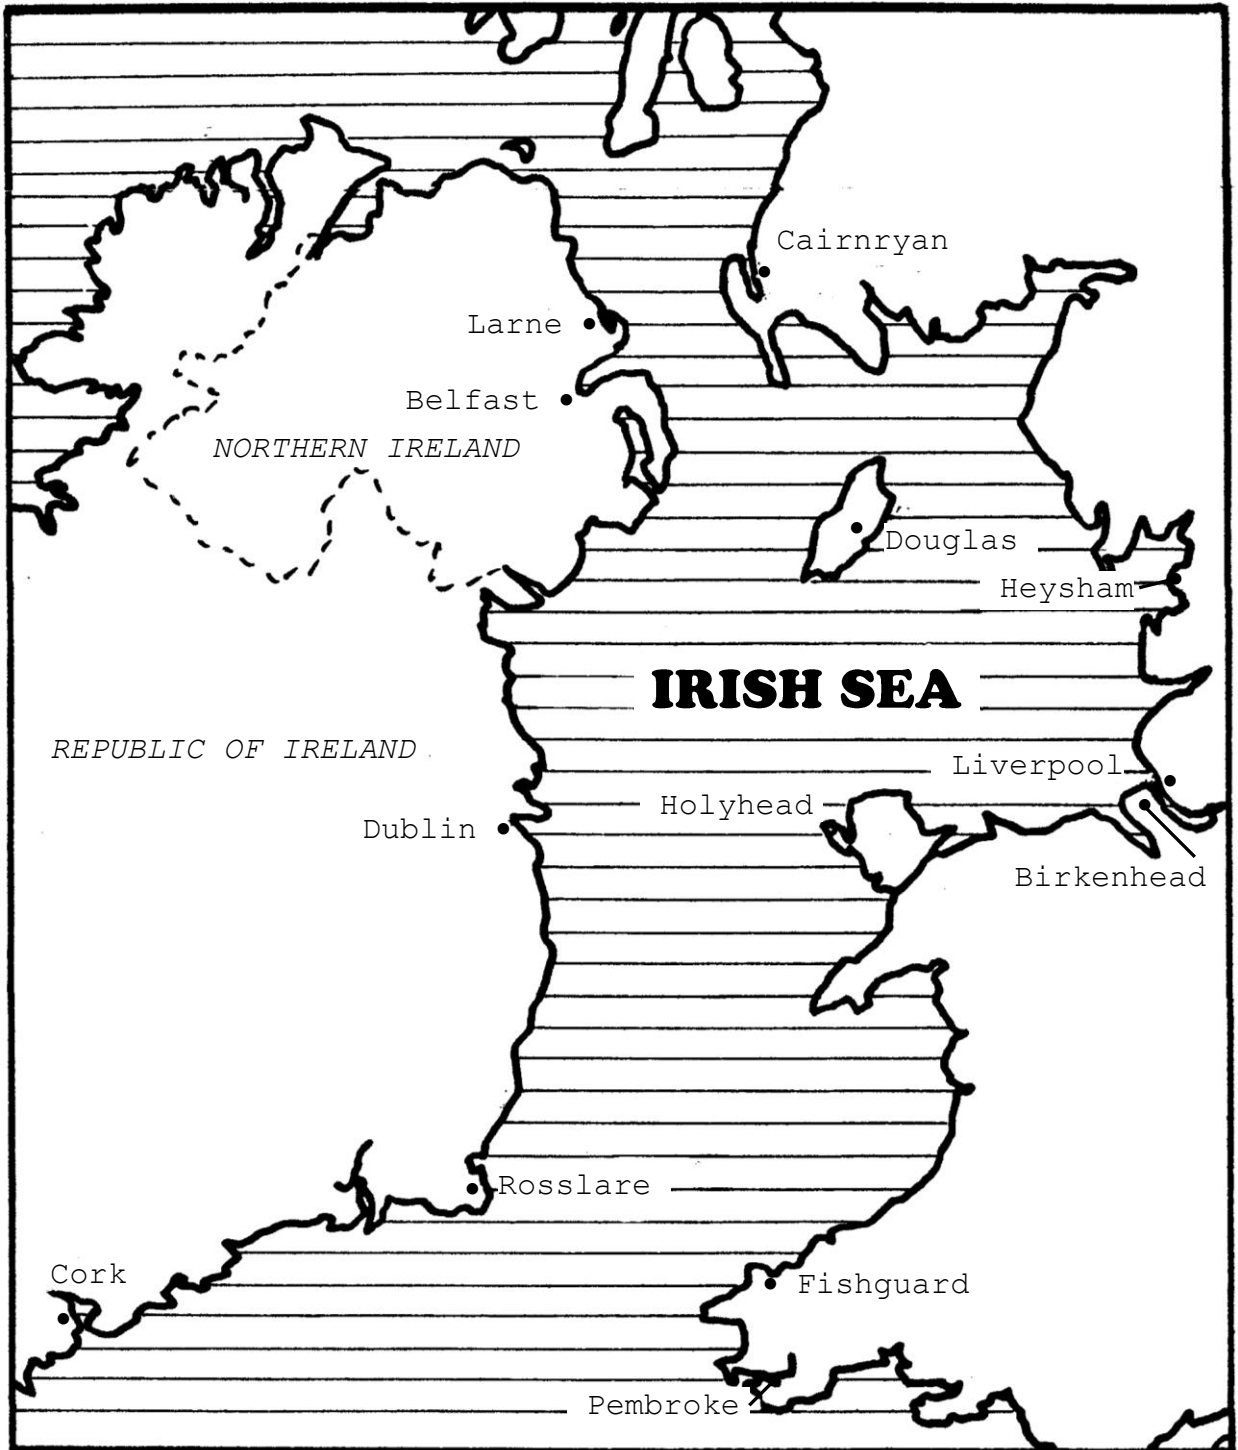 Cairnryan
Larne
Belfast
NORTHERN IRELAND
Douglas
Heysham
IRISH SEA
REPUBLIC OF IRELAND
Liverpool
Holyhead
Dublin
Birkenhead
Rosslare
Cork
Fishguard
Pembroke